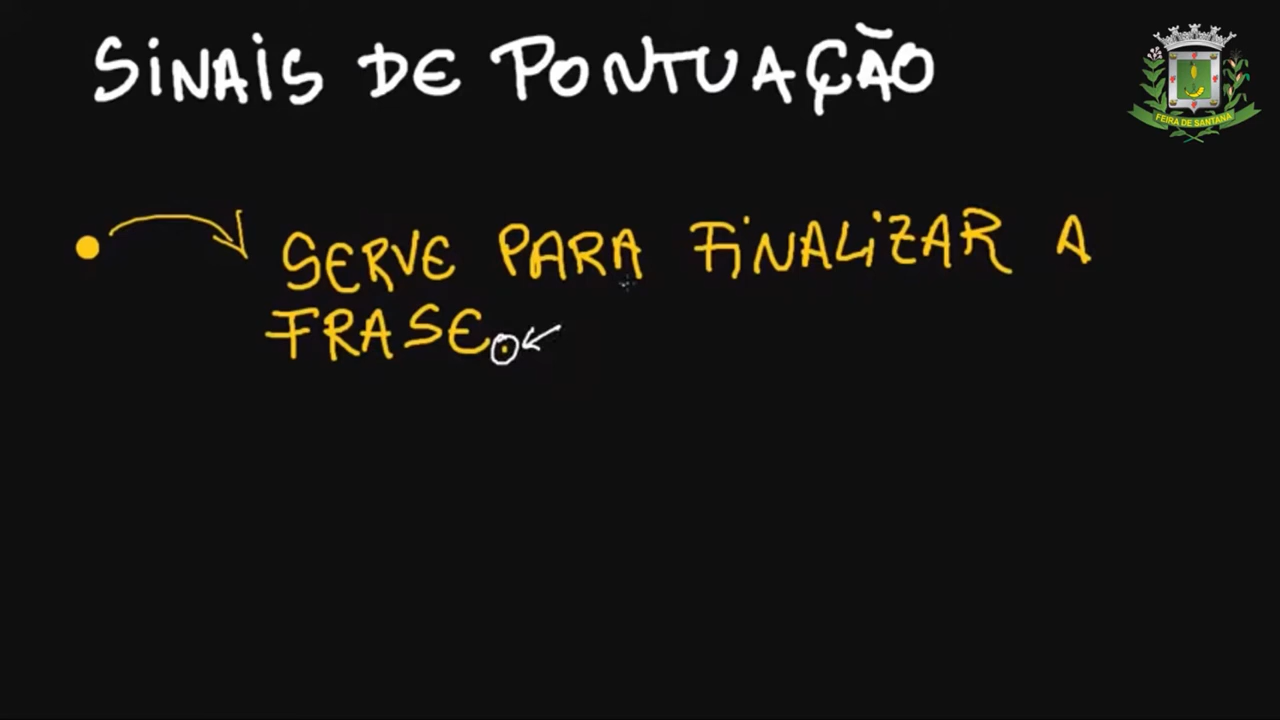 SINAIS DE PONTUAÇÃO
FEIRA DE SANTANA
• SERVE PARA FINALIZAR A
FRASE.